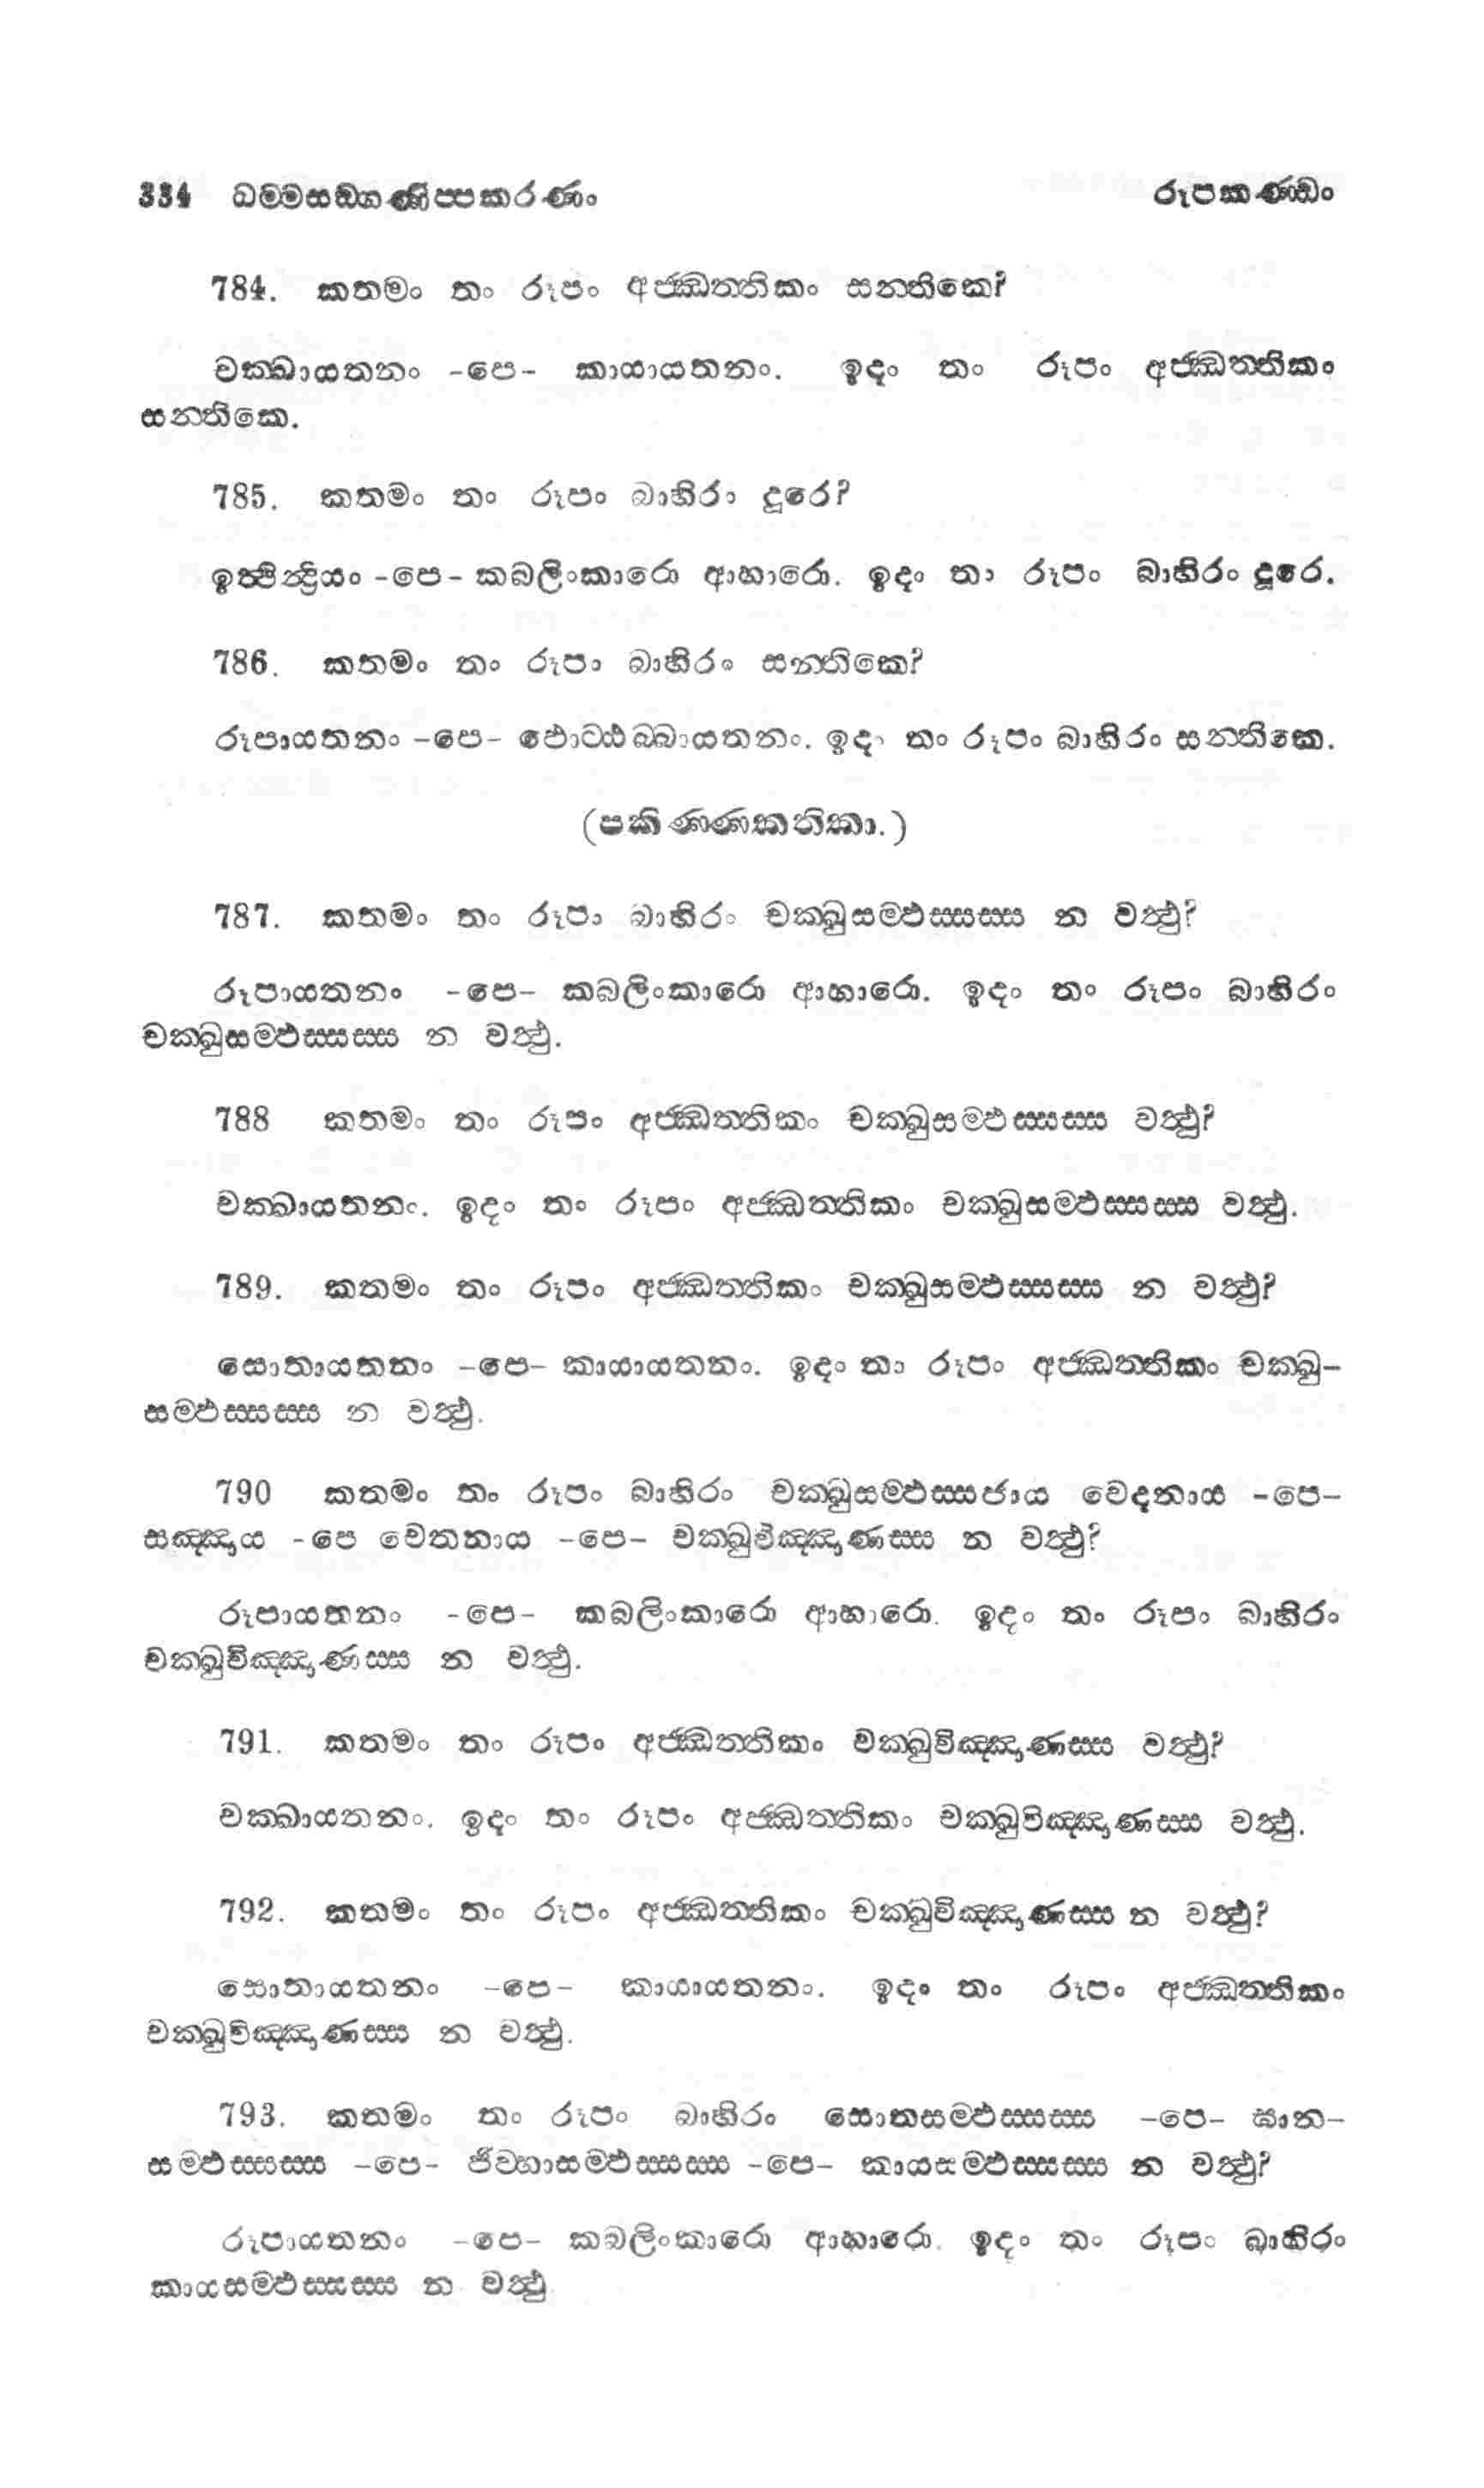 334 ධම්මසඞ්ගණිප්පකරණං රූපකණ්ඩං
784. කතමං තං රූපං අජ්ඣත්තිකං සන්තිකෙ?
චක්ඛායතනං -පෙ- කායායතනං. ඉදං තං රූපං අජ්ඣත්තිකං
සන්තිකෙ.
785. කතමං තං රූපං බාහිරං දූරෙ?
ඉත්ථින්ද්‍රියං -පෙ- කබලිංකාරො ආහාරො. ඉදං තං රූපං බාහිරං දූරෙ.
786. කතමං තං රූපං බාහිරං සන්තිකෙ?
රූපායතනං -පෙ- ඵොට්ඨබ්බායතනං. ඉදං තං රූපං බාහිරං සන්තිකෙ.
(පකිණ්ණකතිකා.)
787. කතමං තං රූපං බාහිරං චක්ඛුසම්ඵස්සස්ස න වත්ථු?
රූපායතනං -පෙ- කබලිංකාරො ආහාරො. ඉදං තං රූපං බාහිරං
චක්ඛුසම්ඵස්සස්ස න වත්ථු.
788 කතමං තං රූපං අජ්ඣත්තිකං චක්ඛුසම්ඵස්සස්ස වත්ථු?
චක්ඛායතනං. ඉදං තං රූපං අජ්ඣත්තිකං චක්ඛුසම්ඵස්සස්ස වත්ථු.
789. කතමං තං රූපං අජ්ඣත්තිකං චක්ඛුසම්ඵස්සස්ස න වත්ථු?
සොතායතනං -පෙ- කායායතනං. ඉදං තං රූපං අජ්ඣත්තිකං චක්ඛු-
සම්ඵස්සස්ස න වත්ථු.
790 කතමං තං රූපං බාහිරං චක්ඛුසම්ඵස්සජාය වෙදනාය -පෙ-
සඤ්ඤාය -පෙ චෙතනාය -පෙ- චක්ඛුවිඤ්ඤාණස්ස න වත්ථු?
රූපායතනං -පෙ- කබලිංකාරො ආහාරො. ඉදං තං රූපං බාහිරං
චක්ඛුවිඤ්ඤාණස්ස න වත්ථු.
791. කතමං තං රූපං අජ්ඣත්තිකං චක්ඛුවිඤ්ඤාණස්ස වත්ථු?
චක්ඛායතනං. ඉදං තං රූපං අජ්ඣත්තිකං චක්ඛුවිඤ්ඤාණස්ස වත්ථු.
792. කතමං තං රූපං අජ්ඣත්තිකං චක්ඛුවිඤ්ඤාණස්ස න වත්ථු?
සොතායතනං -පෙ- කායායතනං. ඉදං තං රූපං අජ්ඣත්තිකං
චක්ඛුවිඤ්ඤාණස්ස න වත්ථු.
793. කතමං තං රූපං බාහිරං සොතසම්ඵස්සස්ස -පෙ- ඝාන-
සම්ඵස්සස්ස -පෙ- ජිව්හාසම්ඵස්සස්ස -පෙ- කායසම්ඵස්සස්ස න වත්ථු?
රූපායතනං -පෙ- කබලිංකාරො ආහාරො. ඉදං තං රූපං බාහිරං
කායසම්ඵස්සස්ස න වත්ථු